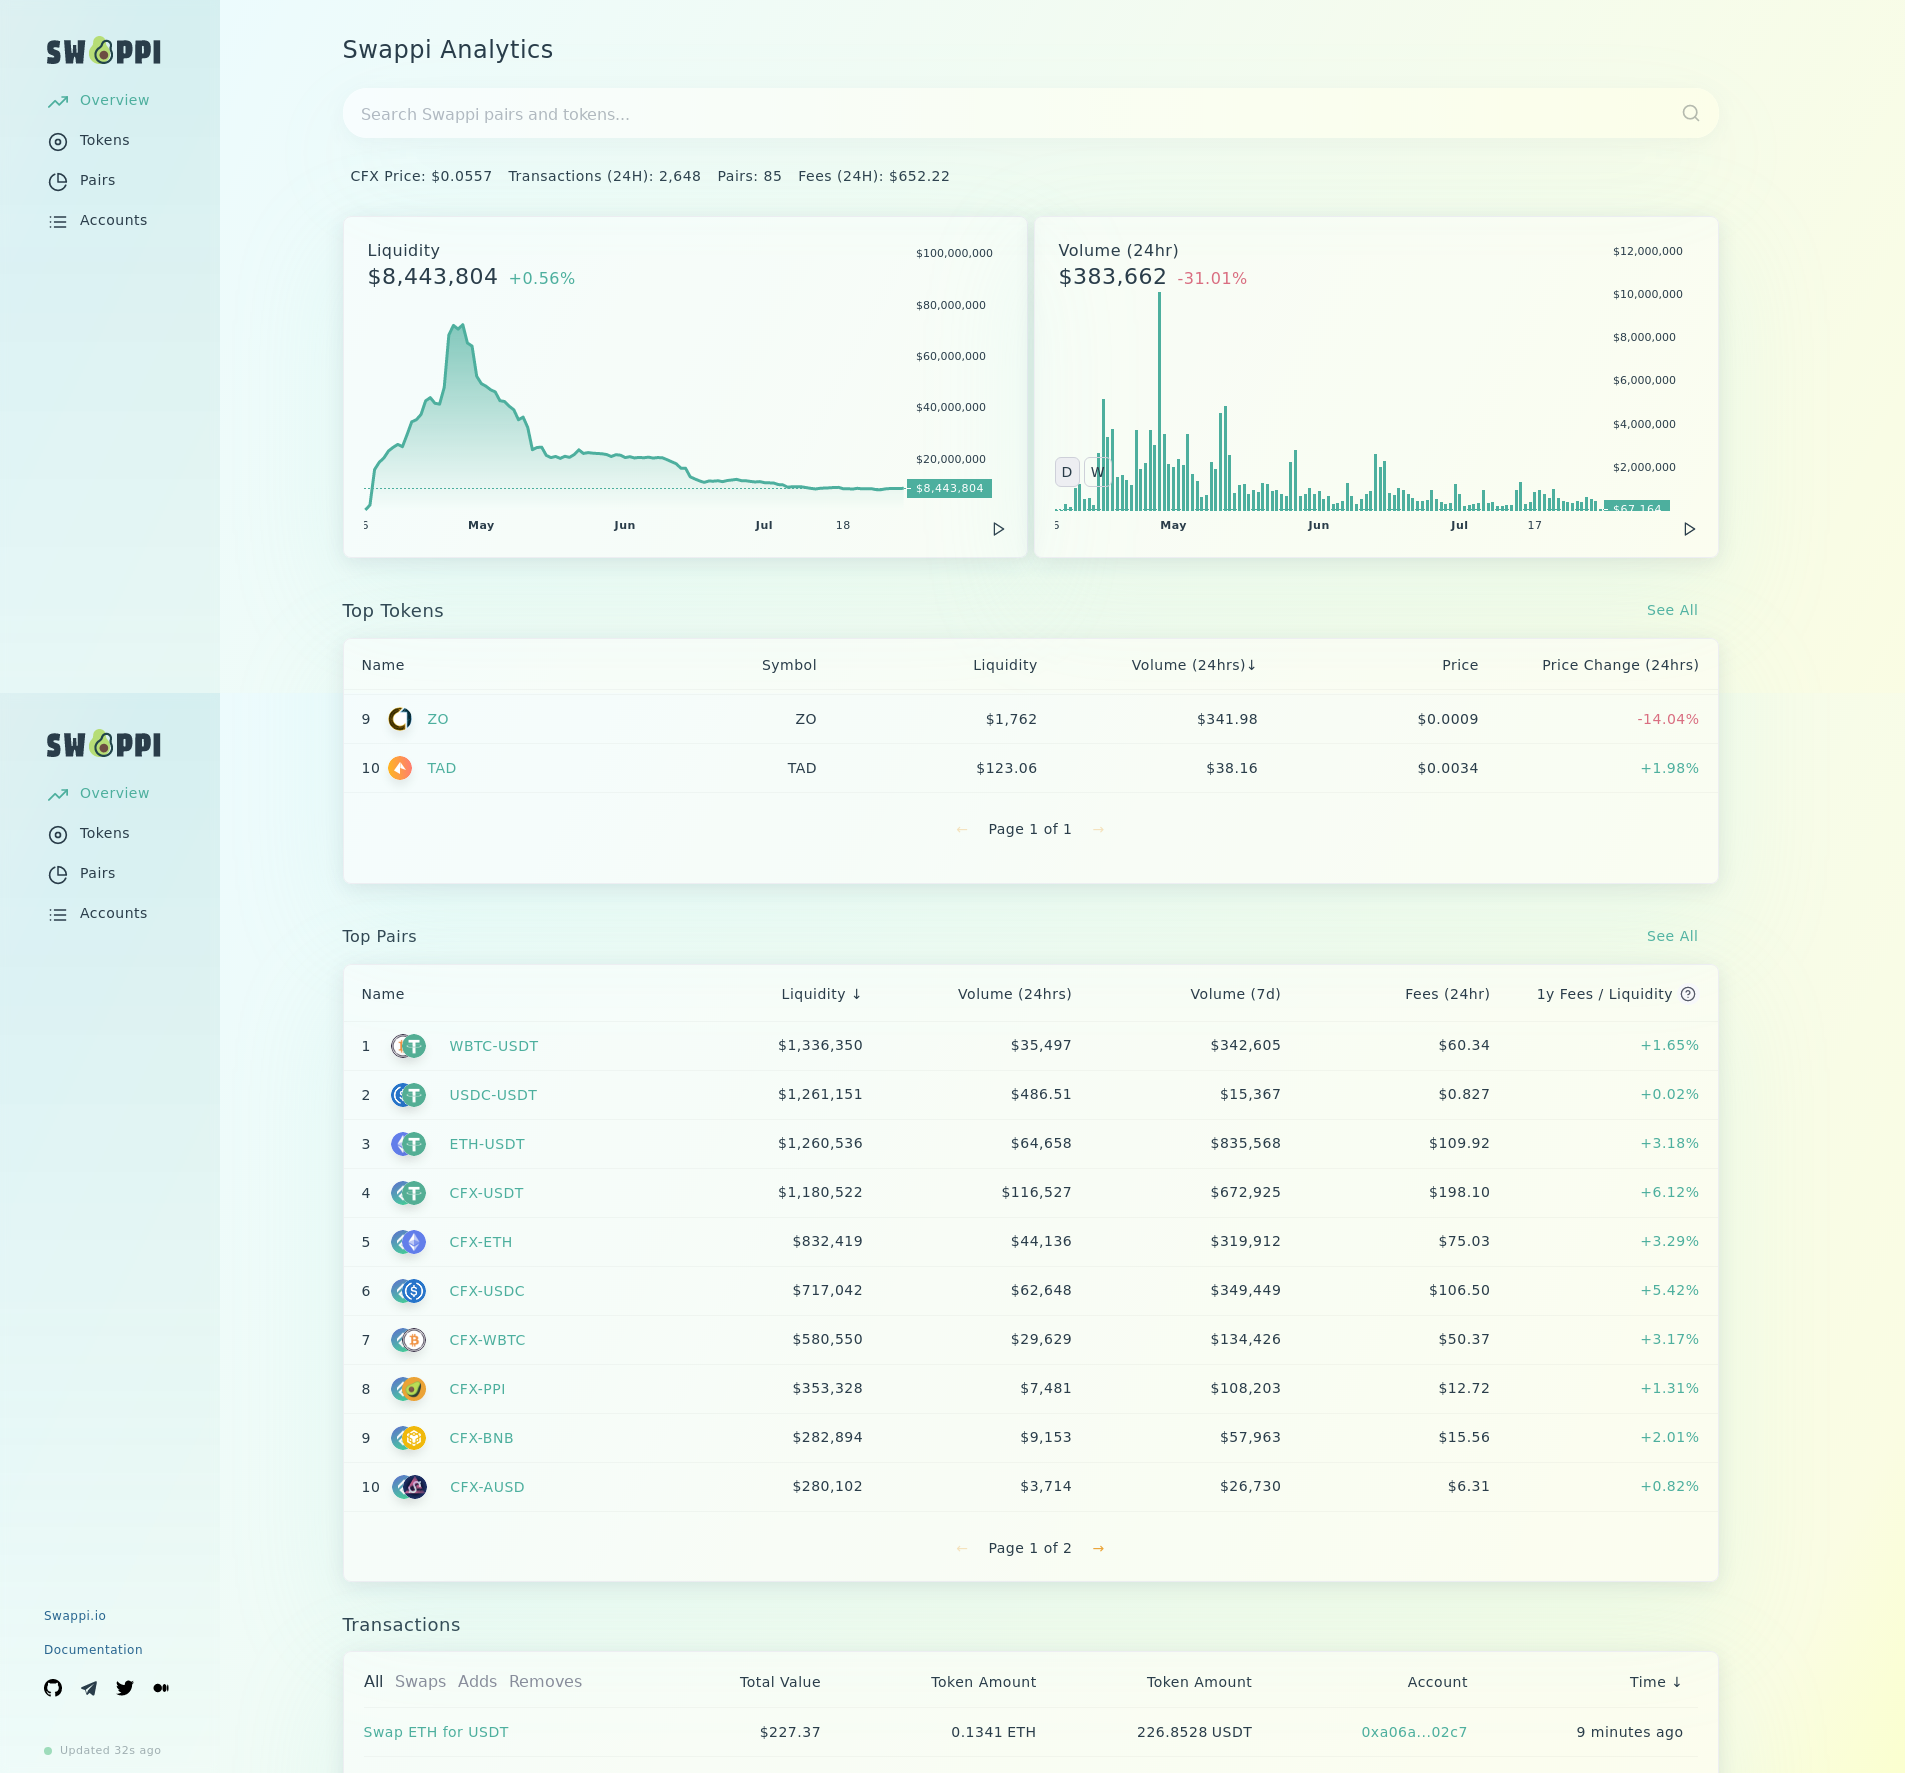 SWAPPI
Overview
Tokens
Pairs
Accounts
Swappi Analytics
Search Swappi pairs and tokens...
CFX Price: $0.0557 Transactions (24H): 2,648 Pairs: 85 Fees (24H): $652.22
Liquidity
$8,443,804 +0.56%
$100,000,000
$80,000,000
$60,000,000
$40,000,000
$20,000,000
$8,443,804
6 May Jun Jul 18
Volume (24hr)
$383,662 -31.01%
$12,000,000
$10,000,000
$8,000,000
$6,000,000
$4,000,000
$2,000,000
D W
$67,164
6 May Jun Jul 17
Top Tokens See All
Name Symbol Liquidity Volume (24hrs)↓ Price Price Change (24hrs)
9 ZO ZO $1,762 $341.98 $0.0009 -14.04%
10 TAD TAD $123.06 $38.16 $0.0034 +1.98%
← Page 1 of 1 →
SWAPPI
Overview
Tokens
Pairs
Accounts
Top Pairs See All
Name Liquidity ↓ Volume (24hrs) Volume (7d) Fees (24hr) 1y Fees / Liquidity ?
1 WBTC-USDT $1,336,350 $35,497 $342,605 $60.34 +1.65%
2 USDC-USDT $1,261,151 $486.51 $15,367 $0.827 +0.02%
3 ETH-USDT $1,260,536 $64,658 $835,568 $109.92 +3.18%
4 CFX-USDT $1,180,522 $116,527 $672,925 $198.10 +6.12%
5 CFX-ETH $832,419 $44,136 $319,912 $75.03 +3.29%
6 CFX-USDC $717,042 $62,648 $349,449 $106.50 +5.42%
7 CFX-WBTC $580,550 $29,629 $134,426 $50.37 +3.17%
8 CFX-PPI $353,328 $7,481 $108,203 $12.72 +1.31%
9 CFX-BNB $282,894 $9,153 $57,963 $15.56 +2.01%
10 CFX-AUSD $280,102 $3,714 $26,730 $6.31 +0.82%
← Page 1 of 2 →
Swappi.io
Documentation
Updated 32s ago
Transactions
All Swaps Adds Removes Total Value Token Amount Token Amount Account Time ↓
Swap ETH for USDT $227.37 0.1341 ETH 226.8528 USDT 0xa06a...02c7 9 minutes ago